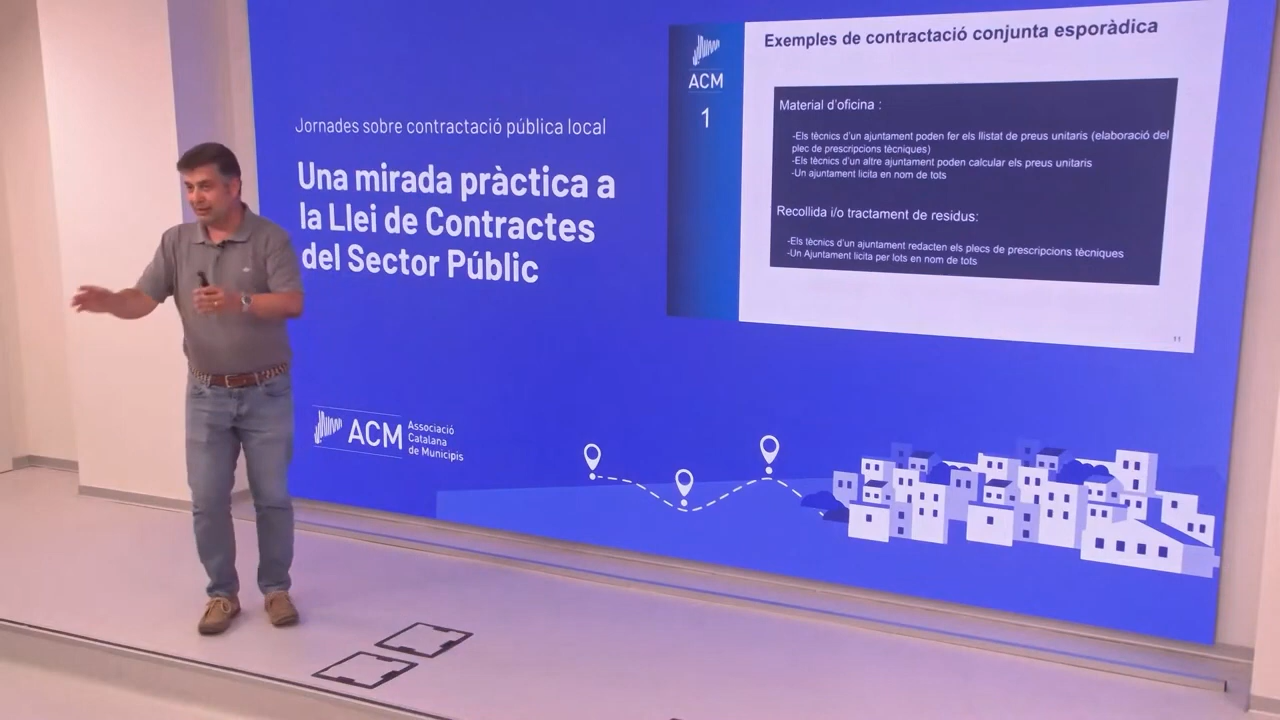 Jornades sobre contractació pública local
Una mirada pràctica a
la Llei de Contractes
del Sector Públic
ACM
Associació
Catalana
de Municipis
ACM
1
Exemples de contractació conjunta esporàdica
Material d'oficina :
-Els tècnics d'un ajuntament poden fer els llistat de preus unitaris (elaboració del
plec de prescripcions tècniques)
-Els tècnics d'un altre ajuntament poden calcular els preus unitaris
-Un ajuntament licita en nom de tots
Recollida i/o tractament de residus:
-Els tècnics d'un ajuntament redacten els plecs de prescripcions tècniques
-Un Ajuntament licita per lots en nom de tots
11